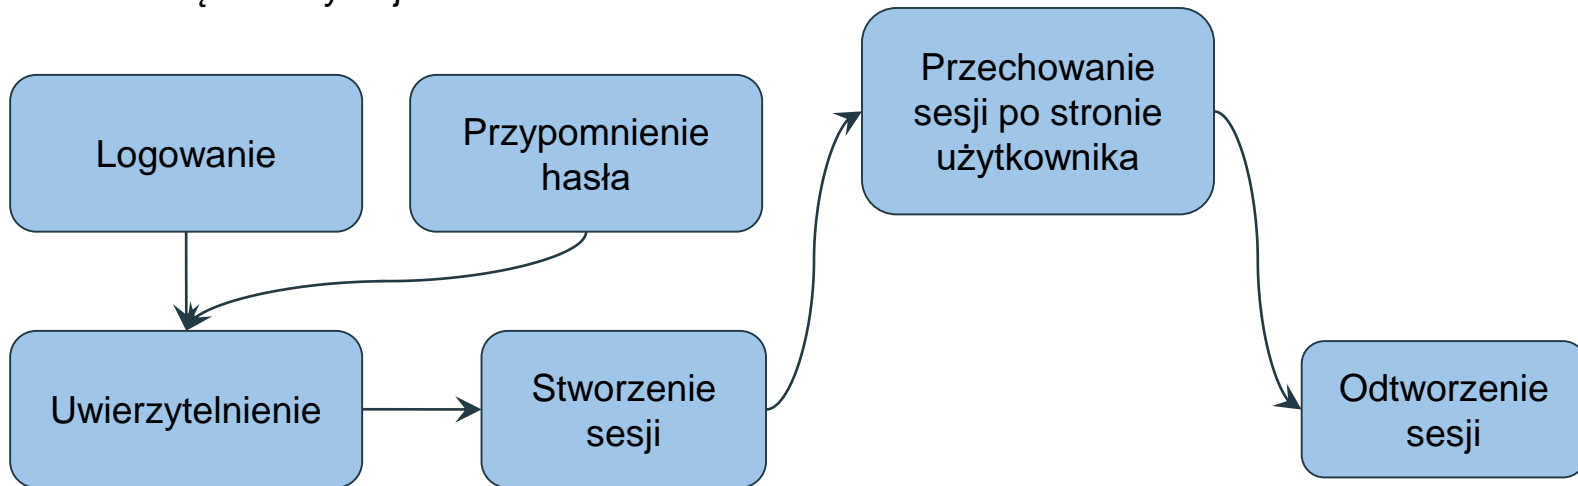 Logowanie
Przypomnienie
hasła
Przechowanie
sesji po stronie
użytkownika
Uwierzytelnienie
Stworzenie
sesji
Odtworzenie
sesji